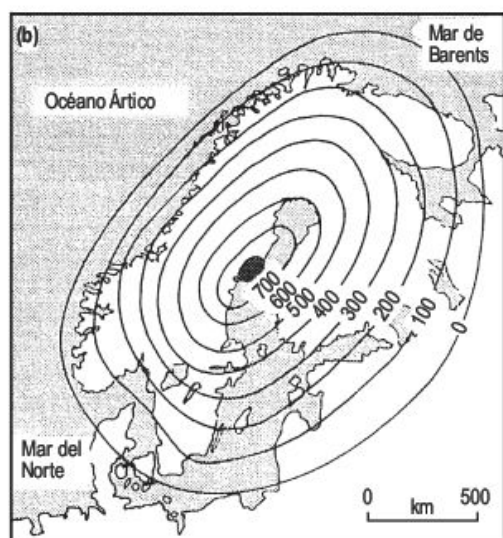 (b)
Mar de
Barents
Océano Ártico
700
600
500
400
300
200
100
0
Mar del
Norte
0 500
km